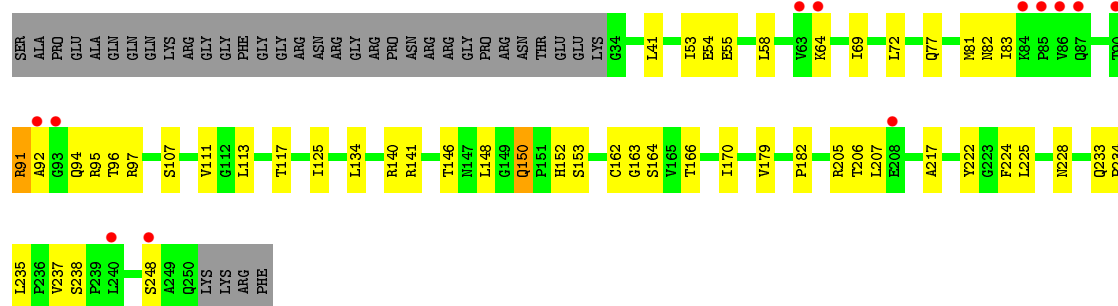 SER ALA PRO GLU ALA GLN GLN GLN LYS ARG GLY GLY PHE GLY GLY ARG ASN ARG GLY ARG PRO ASN ARG ARG GLY PRO ARG ASN THR GLU GLU LYS G34 L41 I53 E54 E55 L58 V63 K64 I69 L72 Q77 M81 N82 I83 K84 P85 V86 Q87 T90
R91 A92 G93 Q94 R95 T96 R97 S107 V111 G112 L113 T117 I125 L134 R140 R141 T146 N147 L148 G149 Q150 P151 H152 S153 C162 G163 S164 V165 T166 I170 V179 P182 R205 T206 L207 E208 A217 Y222 G223 F224 L225 N228 Q233 P234
L235 P236 V237 S238 P239 L240 S248 A249 Q250 LYS LYS ARG PHE